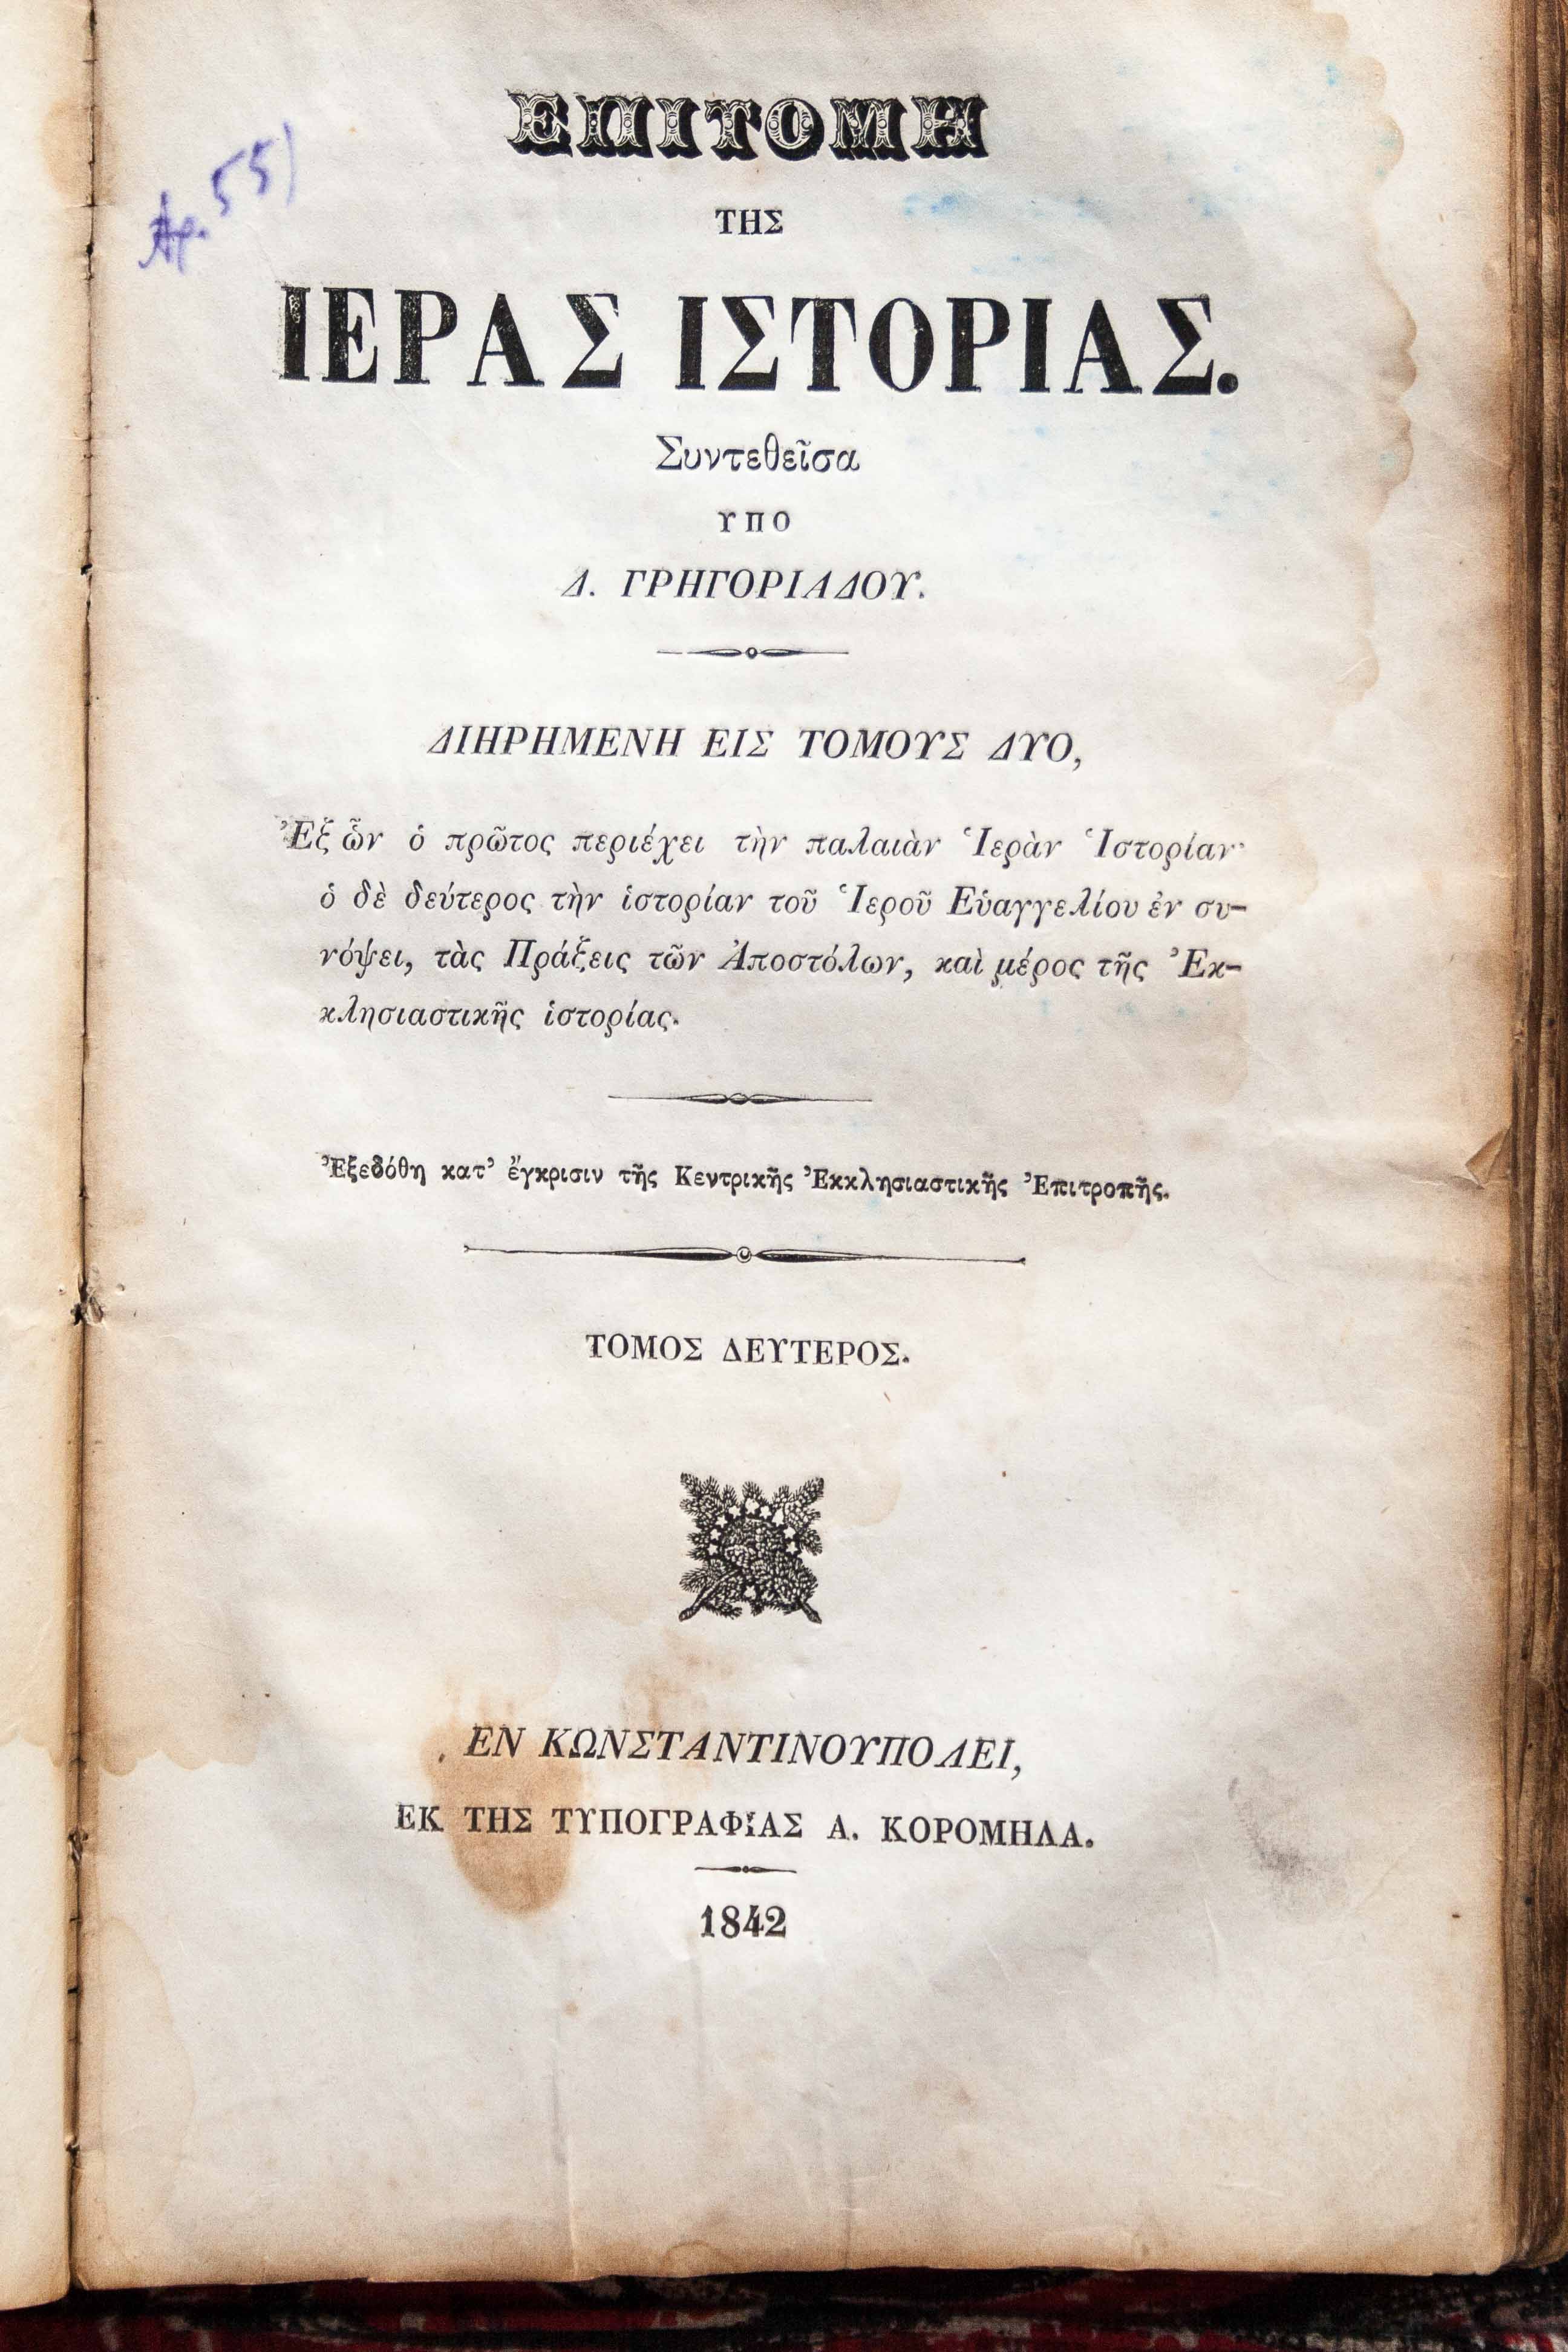 ΕΠΙΤΟΜΗ
Αρ. 551
ΤΗΣ
ΙΕΡΑΣ ΙΣΤΟΡΙΑΣ.
Συντεθεῖσα
ΥΠΟ
Δ. ΓΡΗΓΟΡΙΑΔΟΥ.
ΔΙΗΡΗΜΕΝΗ ΕΙΣ ΤΟΜΟΥΣ ΔΥΟ,
Ἐξ ὧν ὁ πρῶτος περιέχει τὴν παλαιὰν Ἱερὰν Ἱστορίαν·
ὁ δὲ δεύτερος τὴν ἱστορίαν τοῦ Ἱεροῦ Εὐαγγελίου ἐν συ-
νόψει, τὰς Πράξεις τῶν Ἀποστόλων, καὶ μέρος τῆς Ἐκ-
κλησιαστικῆς ἱστορίας.
Ἐξεδόθη κατ’ ἔγκρισιν τῆς Κεντρικῆς Ἐκκλησιαστικῆς Ἐπιτροπῆς.
ΤΟΜΟΣ ΔΕΥΤΕΡΟΣ.
ΕΝ ΚΩΝΣΤΑΝΤΙΝΟΥΠΟΛΕΙ,
ΕΚ ΤΗΣ ΤΥΠΟΓΡΑΦΙΑΣ Α. ΚΟΡΟΜΗΛΑ.
1842